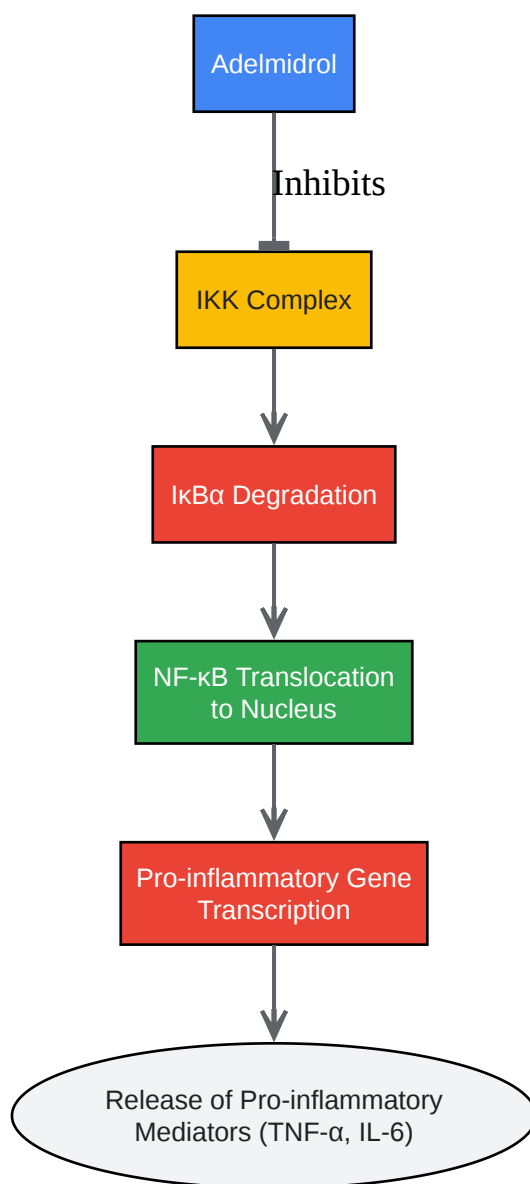 Adelmidrol
Inhibits
IKK Complex
IκBα Degradation
NF-κB Translocation
to Nucleus
Pro-inflammatory Gene
Transcription
Release of Pro-inflammatory
Mediators (TNF-α, IL-6)